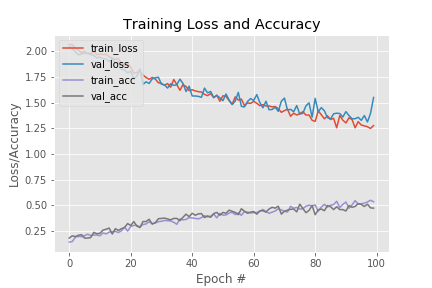 Training Loss and Accuracy
train_loss
val_loss
train_acc
val_acc
Loss/Accuracy
2.00
1.75
1.50
1.25
1.00
0.75
0.50
0.25
0
20
40
60
80
100
Epoch #